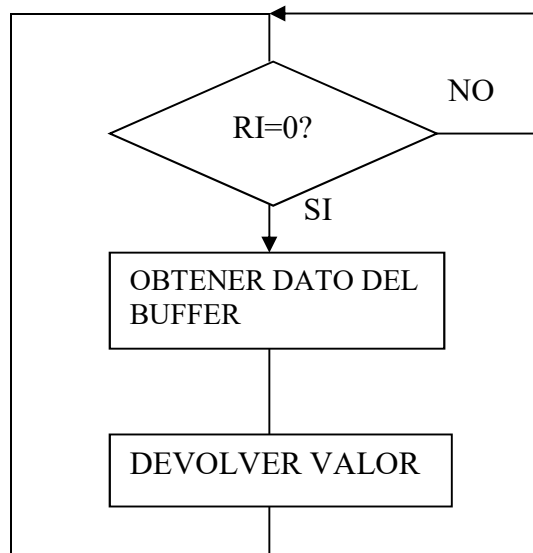 NO
RI=0?
SI
OBTENER DATO DEL
BUFFER
DEVOLVER VALOR